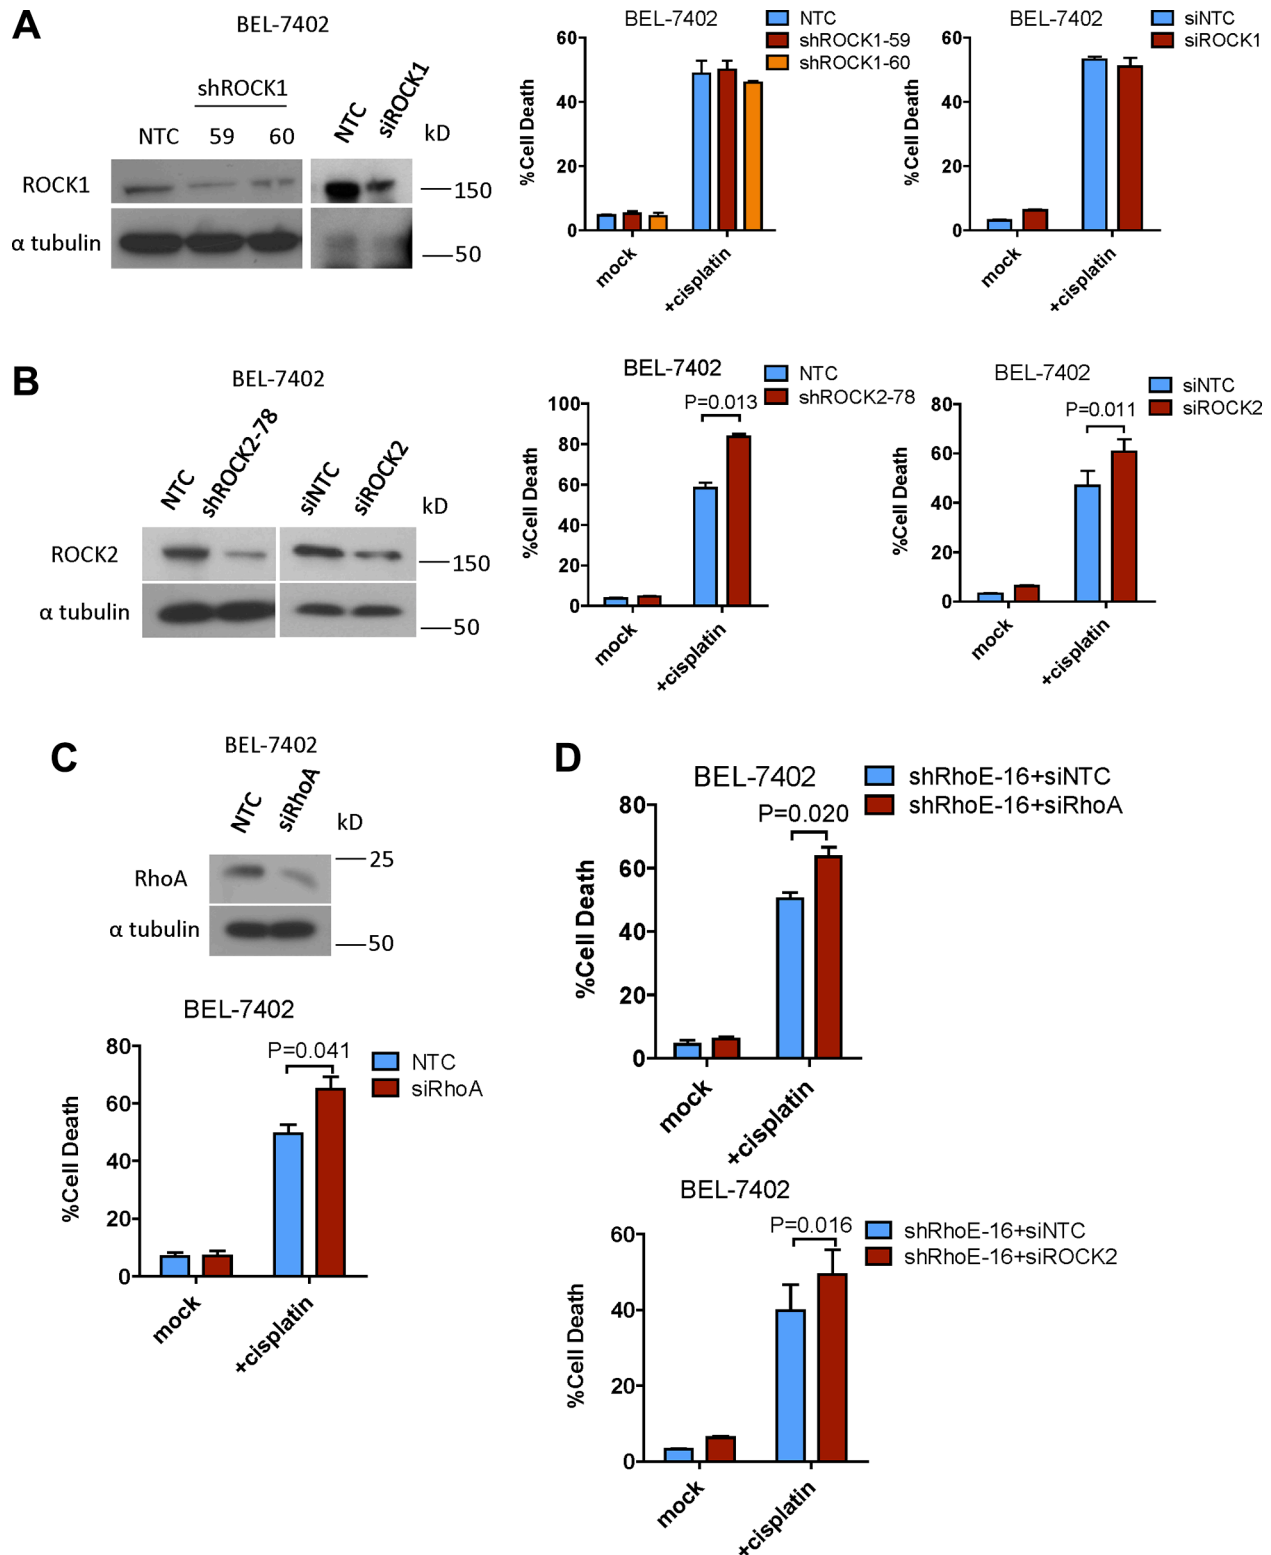 A
BEL-7402
shROCK1
NTC 59 60 NTC siROCK1 kD
ROCK1
150
α tubulin
50
BEL-7402
NTC
shROCK1-59
shROCK1-60
%Cell Death
60
40
20
0
mock
+cisplatin
BEL-7402
siNTC
siROCK1
%Cell Death
60
40
20
0
mock
+cisplatin
B
BEL-7402
NTC shROCK2-78 siNTC siROCK2 kD
ROCK2
150
α tubulin
50
BEL-7402
NTC
shROCK2-78
P=0.013
%Cell Death
100
80
60
40
20
0
mock
+cisplatin
BEL-7402
siNTC
siROCK2
P=0.011
%Cell Death
80
60
40
20
0
mock
+cisplatin
C
BEL-7402
NTC siRhoA kD
25
RhoA
α tubulin
50
BEL-7402
P=0.041
NTC
siRhoA
%Cell Death
80
60
40
20
0
mock
+cisplatin
D
BEL-7402
shRhoE-16+siNTC
shRhoE-16+siRhoA
P=0.020
%Cell Death
80
60
40
20
0
mock
+cisplatin
BEL-7402
P=0.016
shRhoE-16+siNTC
shRhoE-16+siROCK2
%Cell Death
60
40
20
0
mock
+cisplatin